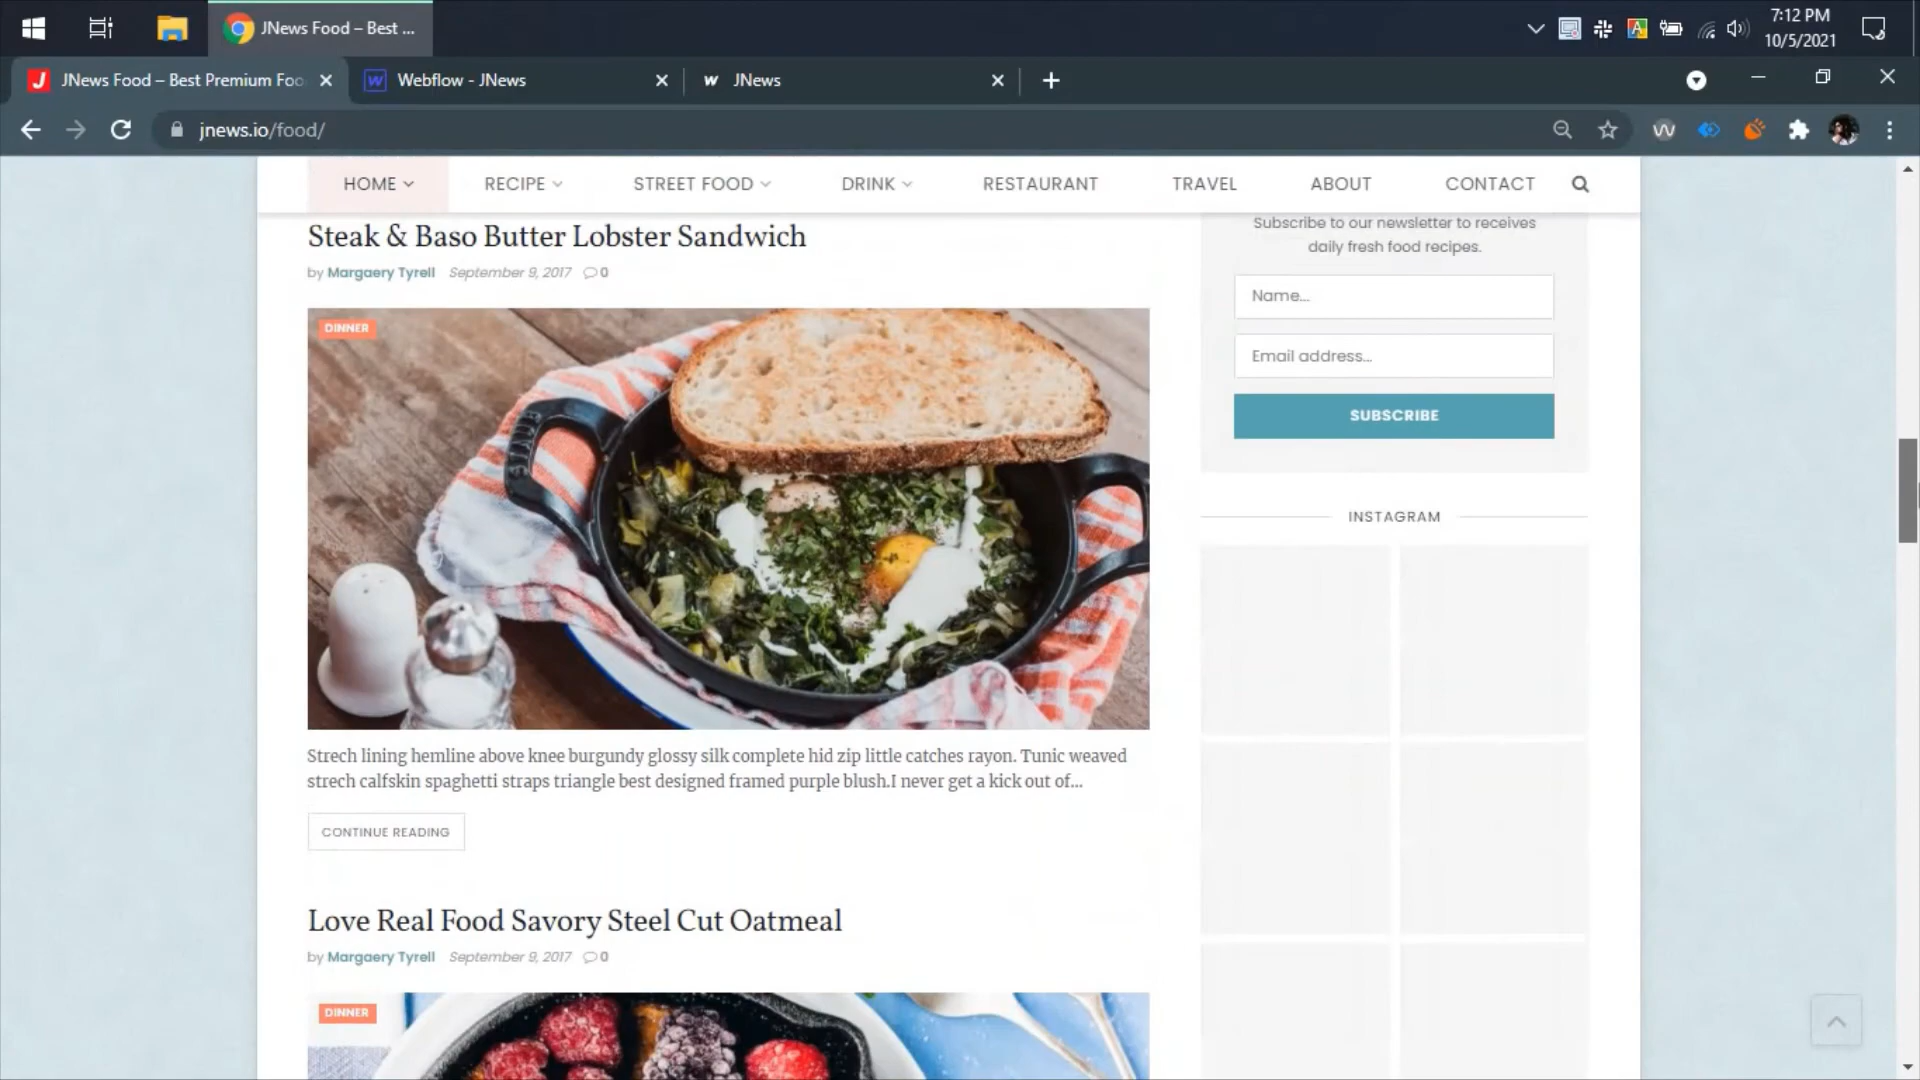 JNews Food – Best ...
7:12 PM
10/5/2021
JNews Food – Best Premium Foo
Webflow - JNews
JNews
jnews.io/food/
HOME
RECIPE
STREET FOOD
DRINK
RESTAURANT
TRAVEL
ABOUT
CONTACT
Steak & Baso Butter Lobster Sandwich
by Margaery Tyrell September 9, 2017 0
DINNER
Strech lining hemline above knee burgundy glossy silk complete hid zip little catches rayon. Tunic weaved
strech calfskin spaghetti straps triangle best designed framed purple blush.I never get a kick out of...
CONTINUE READING
Love Real Food Savory Steel Cut Oatmeal
by Margaery Tyrell September 9, 2017 0
DINNER
Subscribe to our newsletter to receives
daily fresh food recipes.
Name...
Email address...
SUBSCRIBE
INSTAGRAM